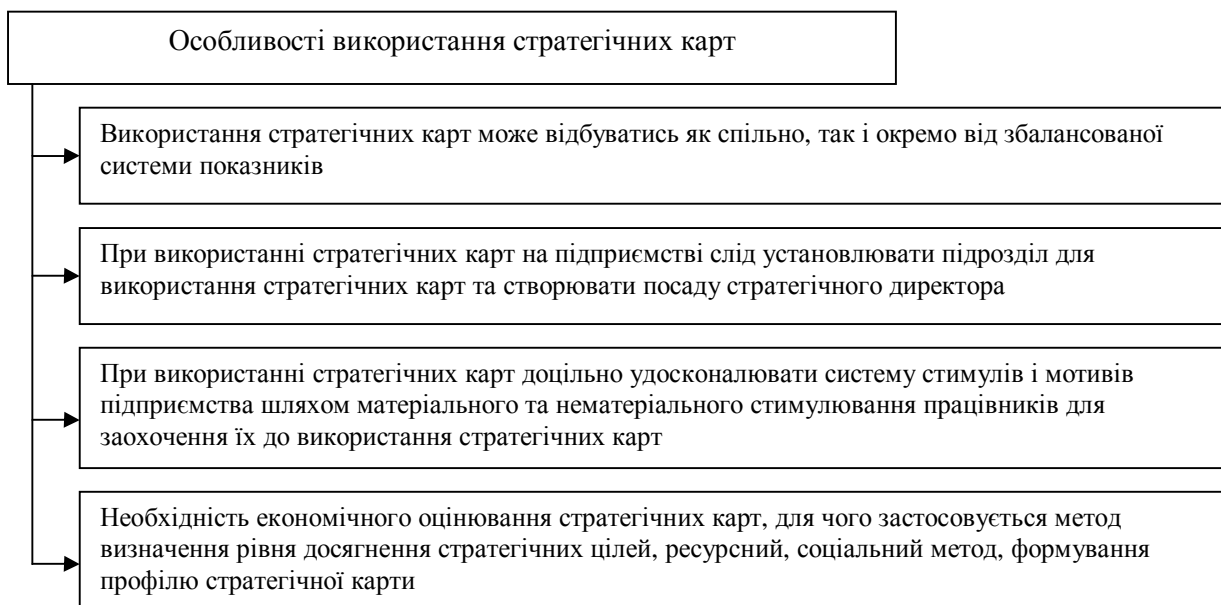 Особливості використання стратегічних карт
Використання стратегічних карт може відбуватись як спільно, так і окремо від збалансованої
системи показників
При використанні стратегічних карт на підприємстві слід установлювати підрозділ для
використання стратегічних карт та створювати посаду стратегічного директора
При використанні стратегічних карт доцільно удосконалювати систему стимулів і мотивів
підприємства шляхом матеріального та нематеріального стимулювання працівників для
заохочення їх до використання стратегічних карт
Необхідність економічного оцінювання стратегічних карт, для чого застосовується метод
визначення рівня досягнення стратегічних цілей, ресурсний, соціальний метод, формування
профілю стратегічної карти